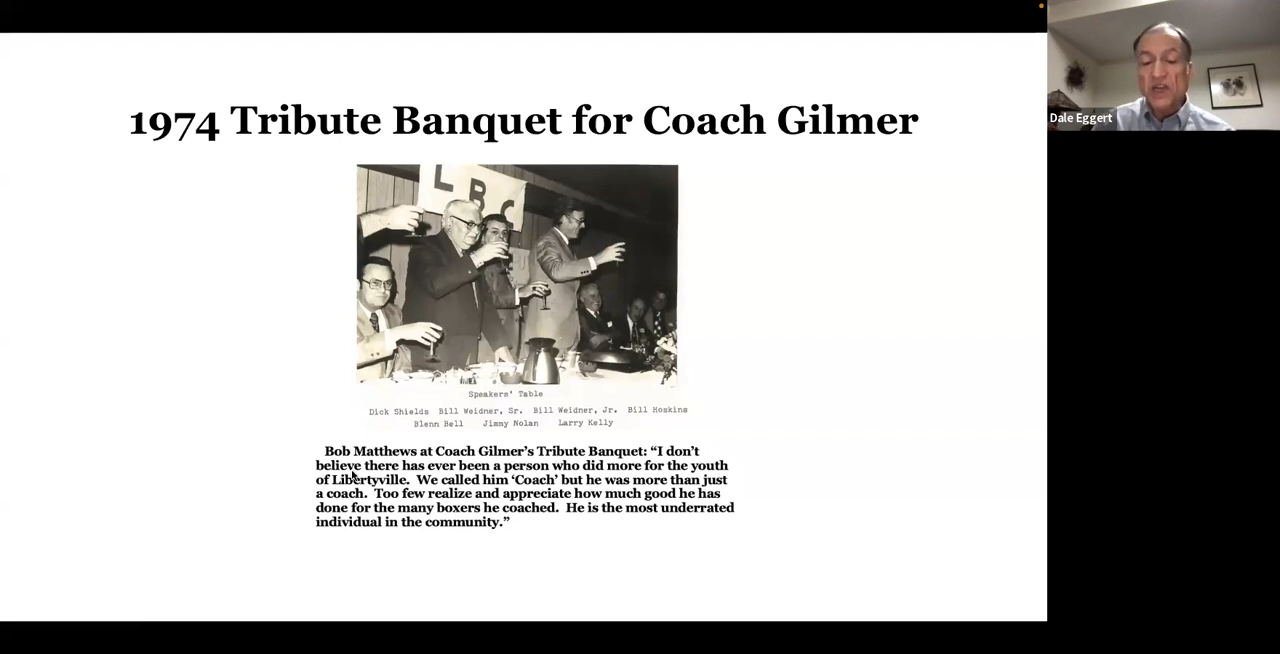 1974 Tribute Banquet for Coach Gilmer
L B C
Speakers' Table
Dick Shields Bill Weidner, Sr. Bill Weidner, Jr. Bill Hoskins
Blenn Bell Jimmy Nolan Larry Kelly
Bob Matthews at Coach Gilmer's Tribute Banquet: “I don't
believe there has ever been a person who did more for the youth
of Libertyville. We called him ‘Coach’ but he was more than just
a coach. Too few realize and appreciate how much good he has
done for the many boxers he coached. He is the most underrated
individual in the community.”
Dale Eggert